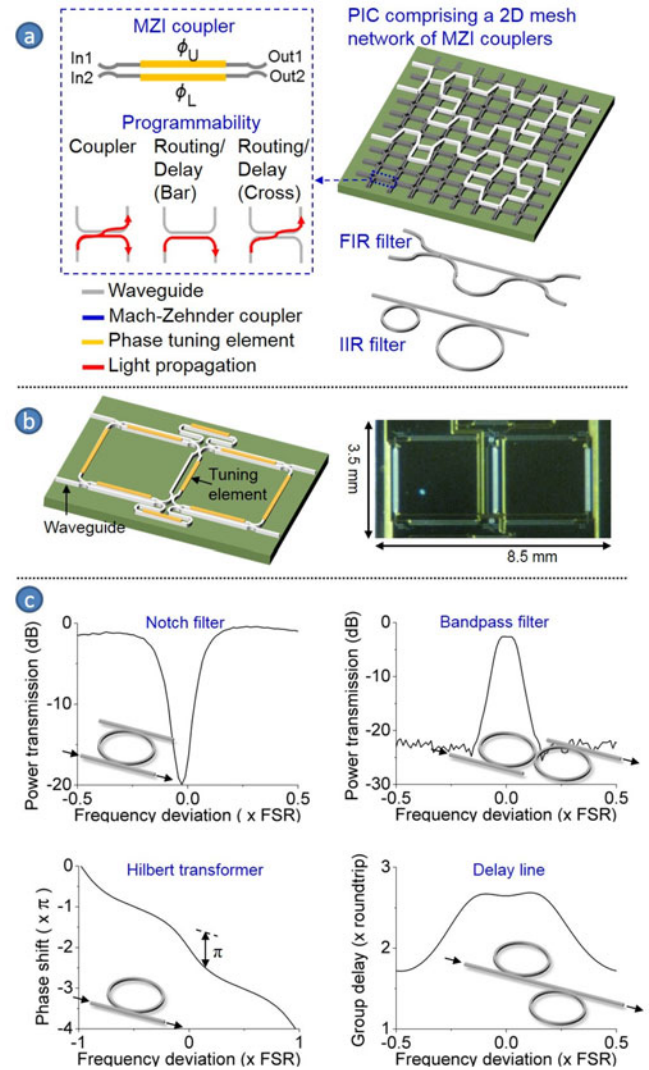 a
MZI coupler
ϕU
In1
In2
Out1
Out2
ϕL
Programmability
Coupler
Routing/
Delay
(Bar)
Routing/
Delay
(Cross)
Waveguide
Mach-Zehnder coupler
Phase tuning element
Light propagation
PIC comprising a 2D mesh
network of MZI couplers
FIR filter
IIR filter
b
Tuning
element
Waveguide
3.5 mm
8.5 mm
c
Notch filter
Power transmission (dB)
0
-10
-20
-0.5
0.0
0.5
Frequency deviation ( x FSR)
Bandpass filter
Power transmission (dB)
0
-10
-20
-30
-0.5
0.0
0.5
Frequency deviation (x FSR)
Hilbert transformer
Phase shift ( x π )
0
-1
-2
-3
-4
π
-1
0
1
Frequency deviation (x FSR)
Delay line
Group delay (x roundtrip)
3
2
1
-0.5
0.0
0.5
Frequency deviation (x FSR)